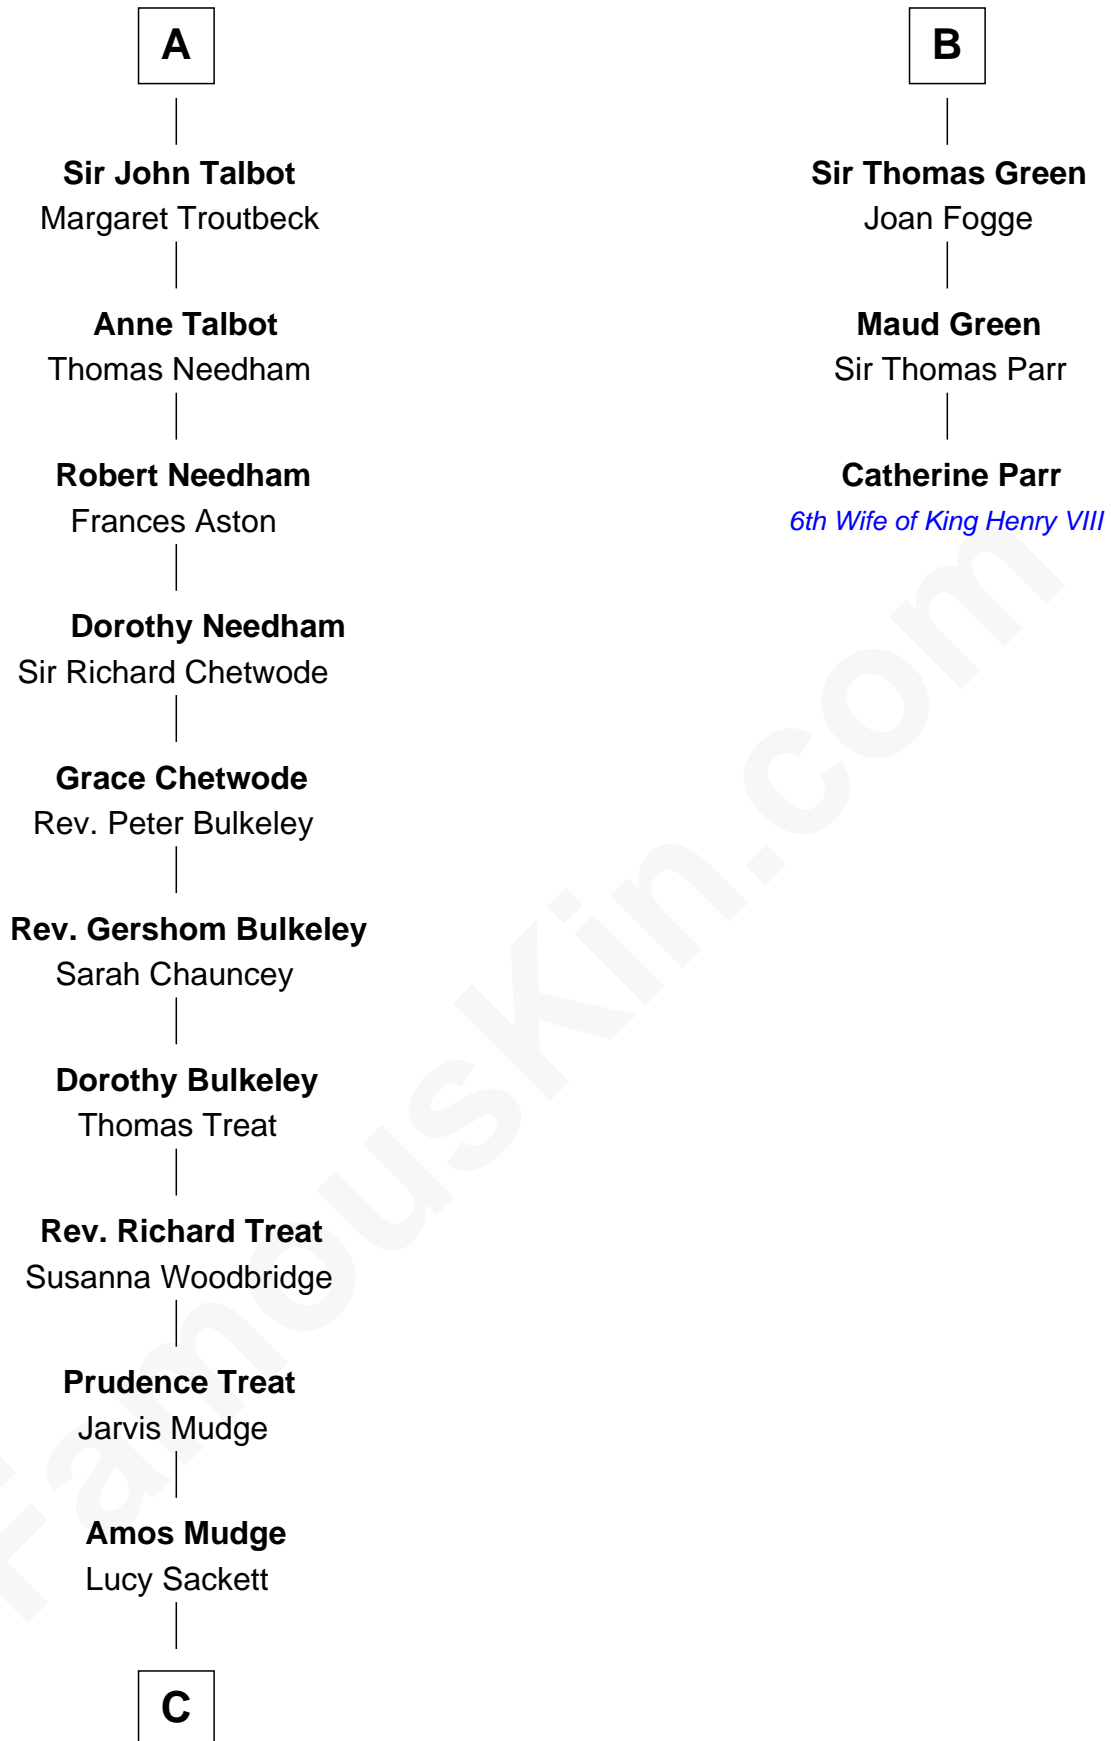 A
Sir John Talbot
Margaret Troutbeck
Anne Talbot
Thomas Needham
Robert Needham
Frances Aston
Dorothy Needham
Sir Richard Chetwode
Grace Chetwode
Rev. Peter Bulkeley
Rev. Gershom Bulkeley
Sarah Chauncey
Dorothy Bulkeley
Thomas Treat
Rev. Richard Treat
Susanna Woodbridge
Prudence Treat
Jarvis Mudge
Amos Mudge
Lucy Sackett
C
B
Sir Thomas Green
Joan Fogge
Maud Green
Sir Thomas Parr
Catherine Parr
6th Wife of King Henry VIII
FamousKin.com